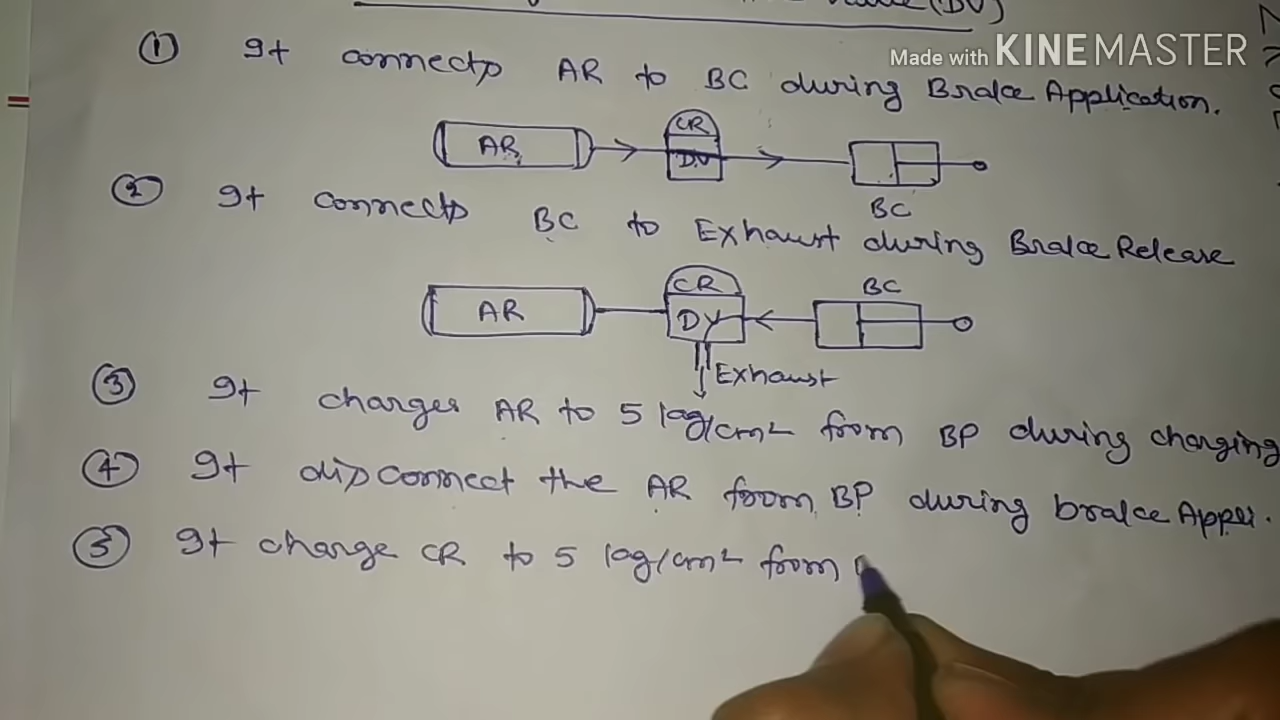 valve (DV)
Made with KINEMASTER
① It connects AR to BC during Brake Application.
CR
AR
DV
BC
② It connects BC to Exhaust during Brake Release
CR
BC
AR
DV
Exhaust
③ It charges AR to 5 kg/cm² from BP during charging
④ It disconnect the AR from BP during brake Appli.
⑤ It charge CR to 5 kg/cm² from